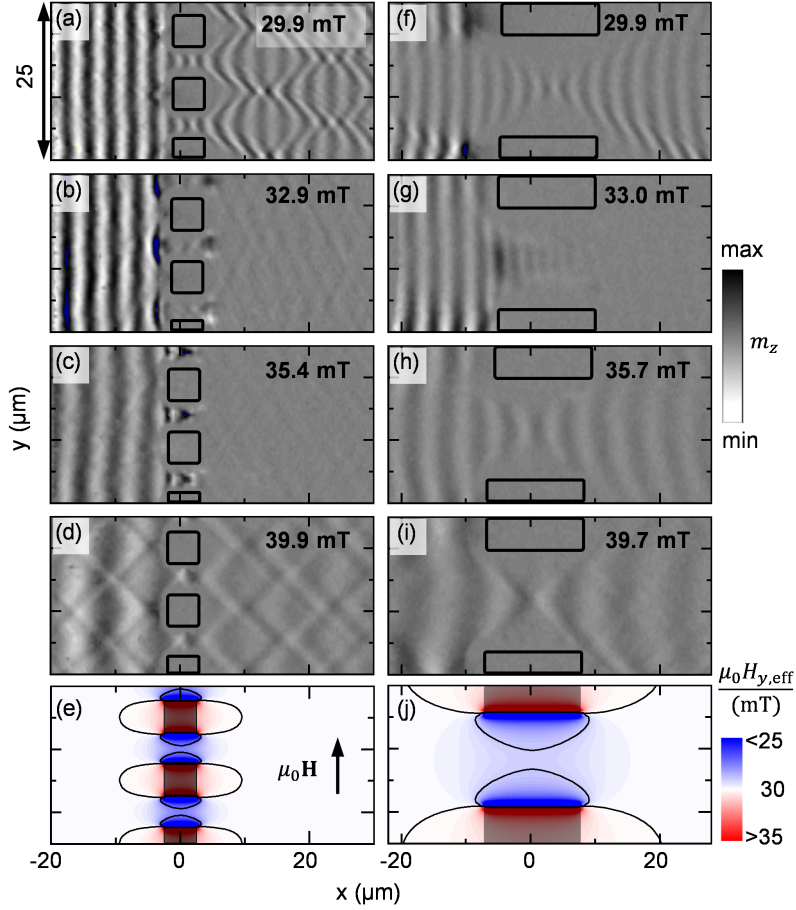 (a) 29.9 mT
(f) 29.9 mT
25
(b) 32.9 mT
(g) 33.0 mT
(c) 35.4 mT
(h) 35.7 mT
(d) 39.9 mT
(i) 39.7 mT
(e)
μ₀H
(j)
max
m_z
min
y (μm)
μ₀H_y,eff
(mT)
<25
30
>35
-20 0 20
-20 0 20
x (μm)